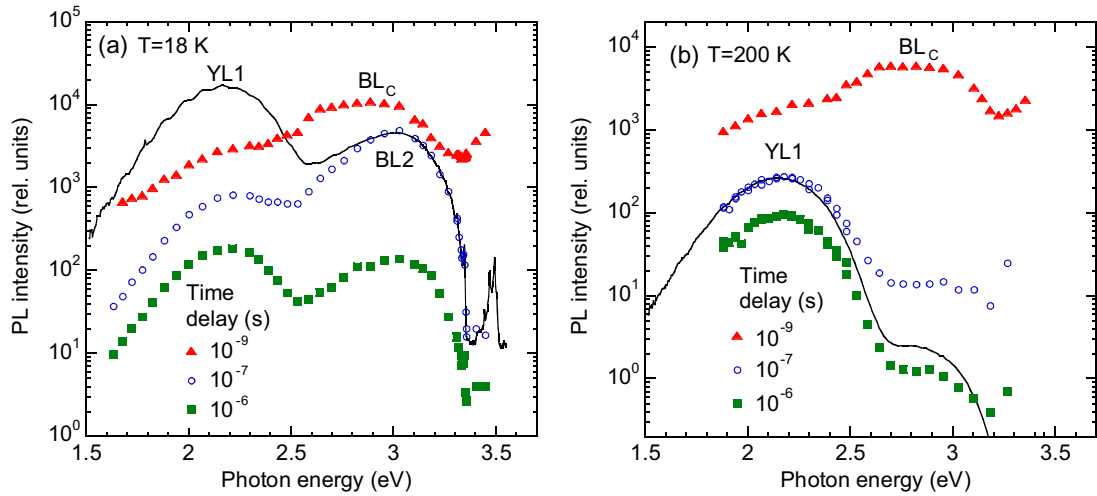 (a) T=18 K
YL1
BL_C
BL2
Time
delay (s)
10^-9
10^-7
10^-6
PL intensity (rel. units)
10^5
10^4
10^3
10^2
10^1
10^0
1.5 2 2.5 3 3.5
Photon energy (eV)
(b) T=200 K
BL_C
YL1
Time
delay (s)
10^-9
10^-7
10^-6
PL intensity (rel. units)
10^4
10^3
10^2
10^1
10^0
1.5 2 2.5 3 3.5
Photon energy (eV)